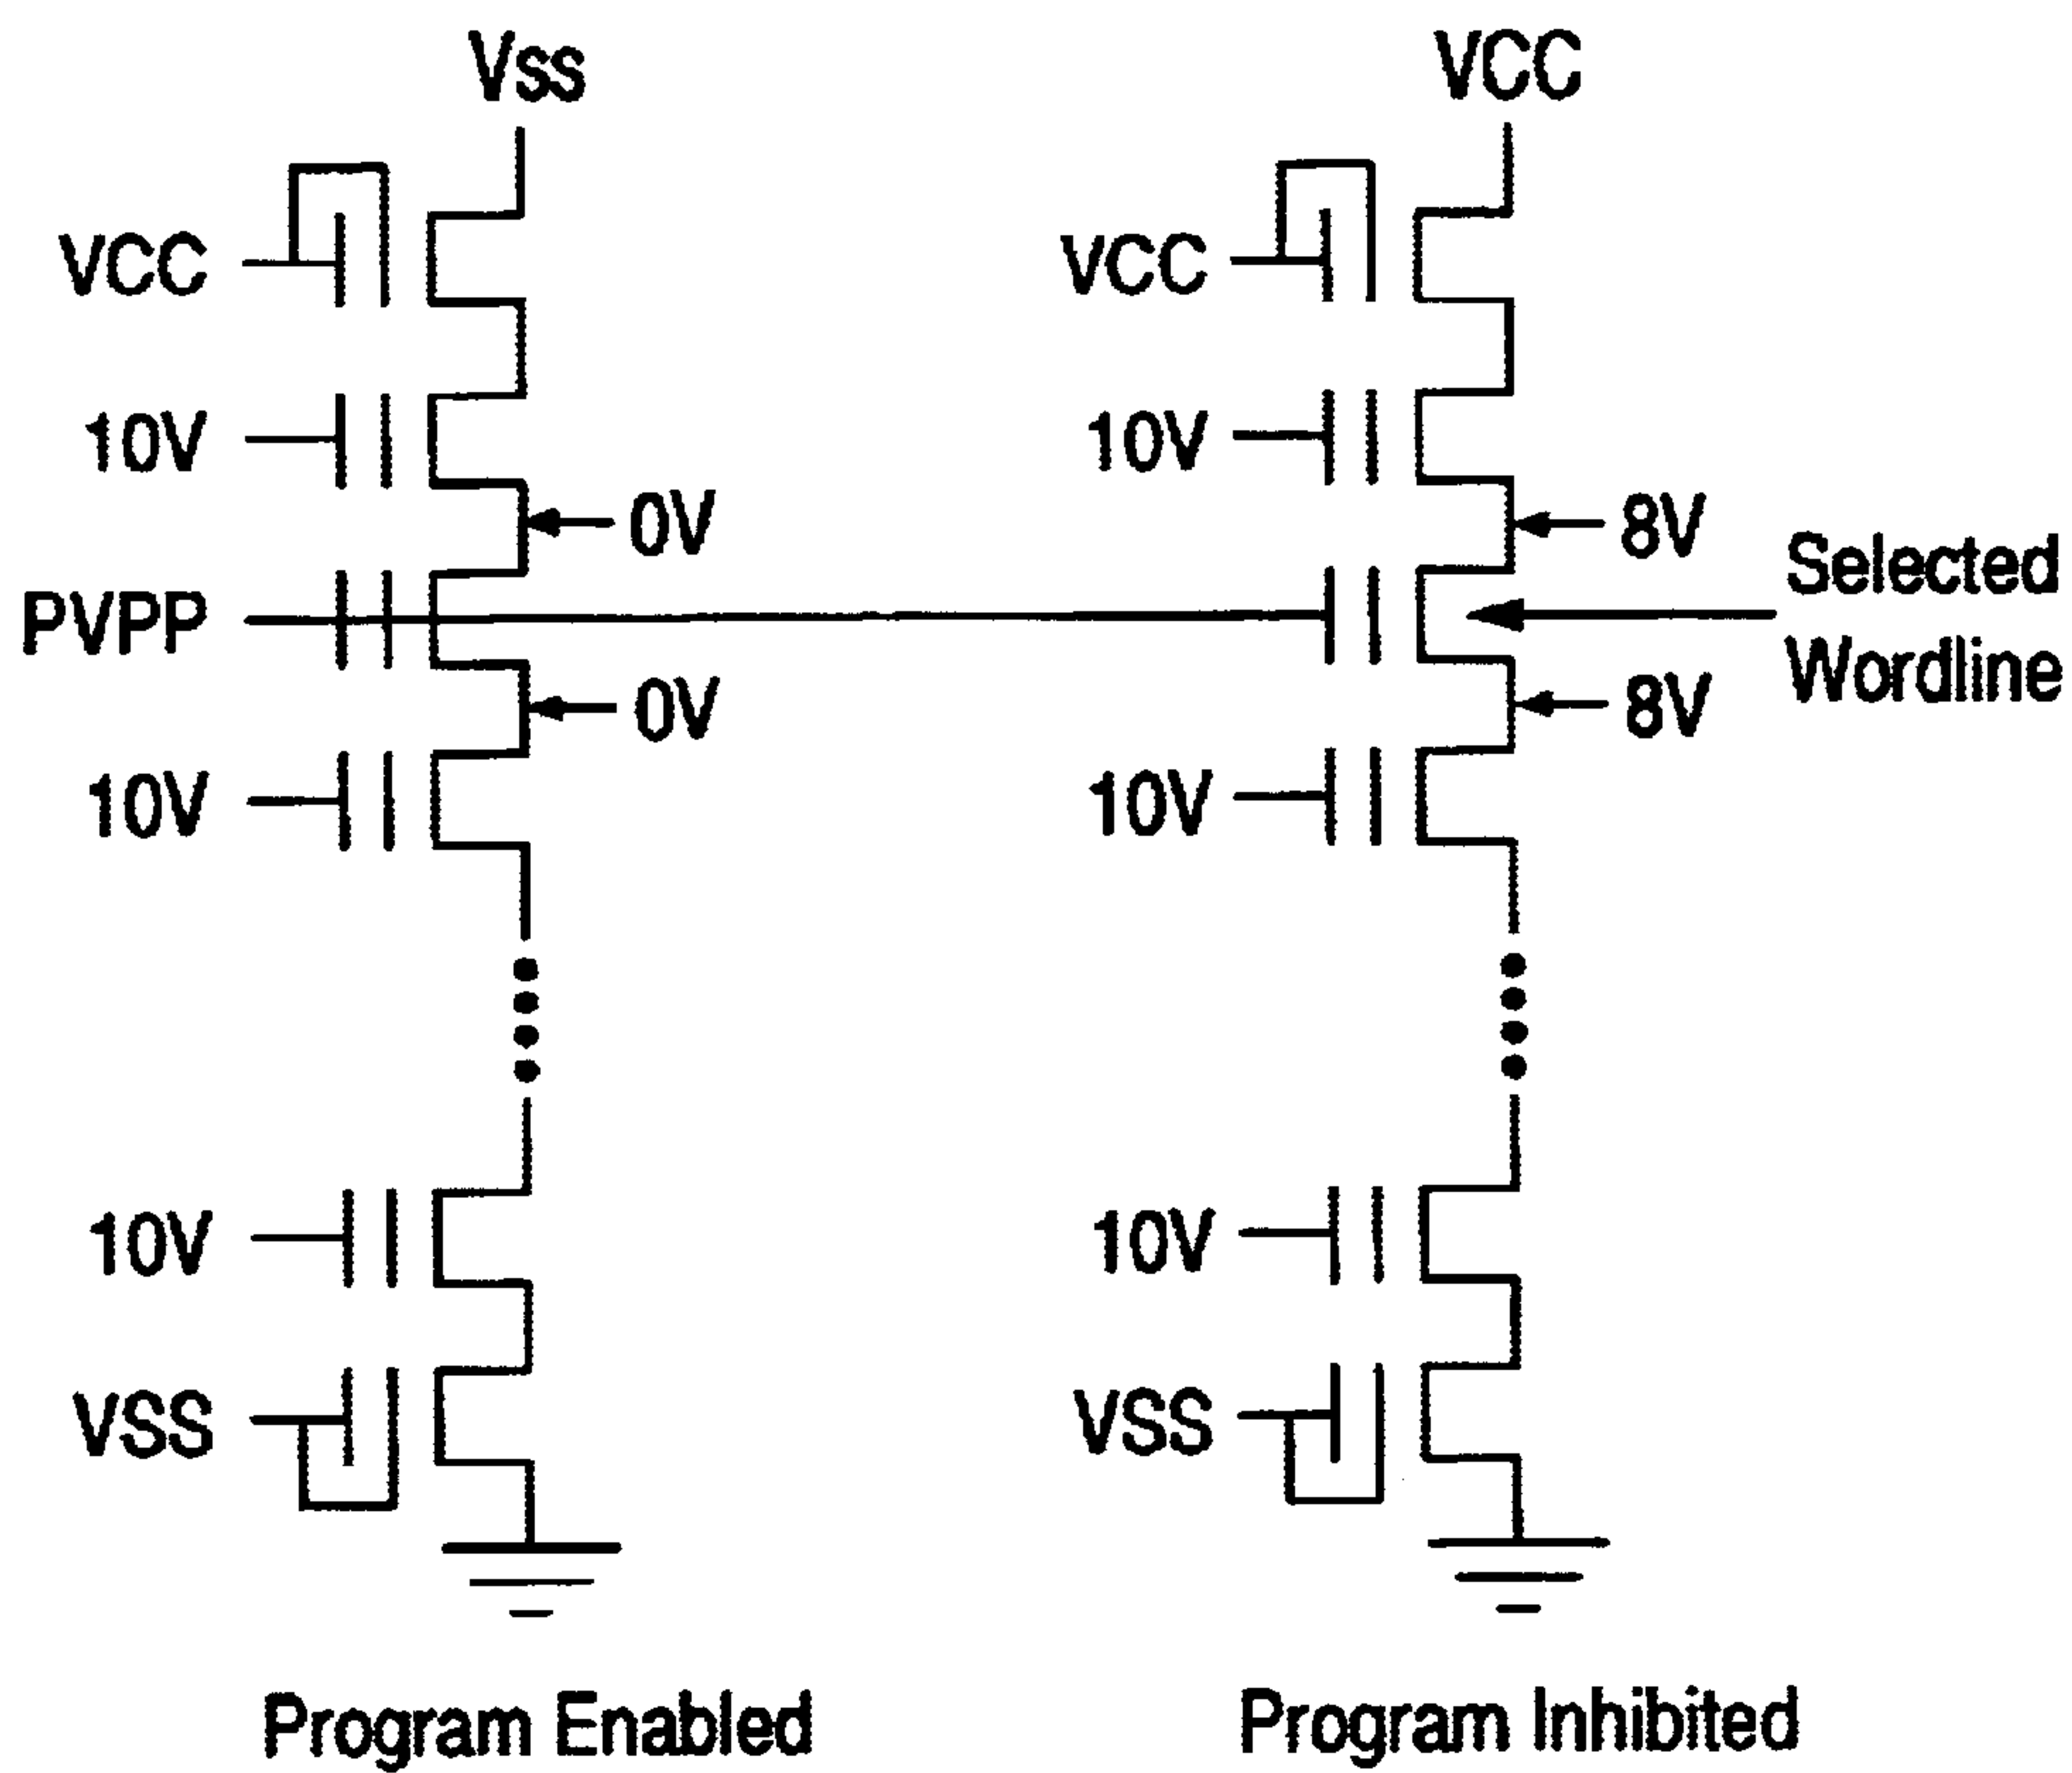 Vss
VCC
VCC
VCC
10V
10V
0V
8V
PVPP
Selected
Wordline
0V
8V
10V
10V
10V
10V
VSS
VSS
Program Enabled
Program Inhibited